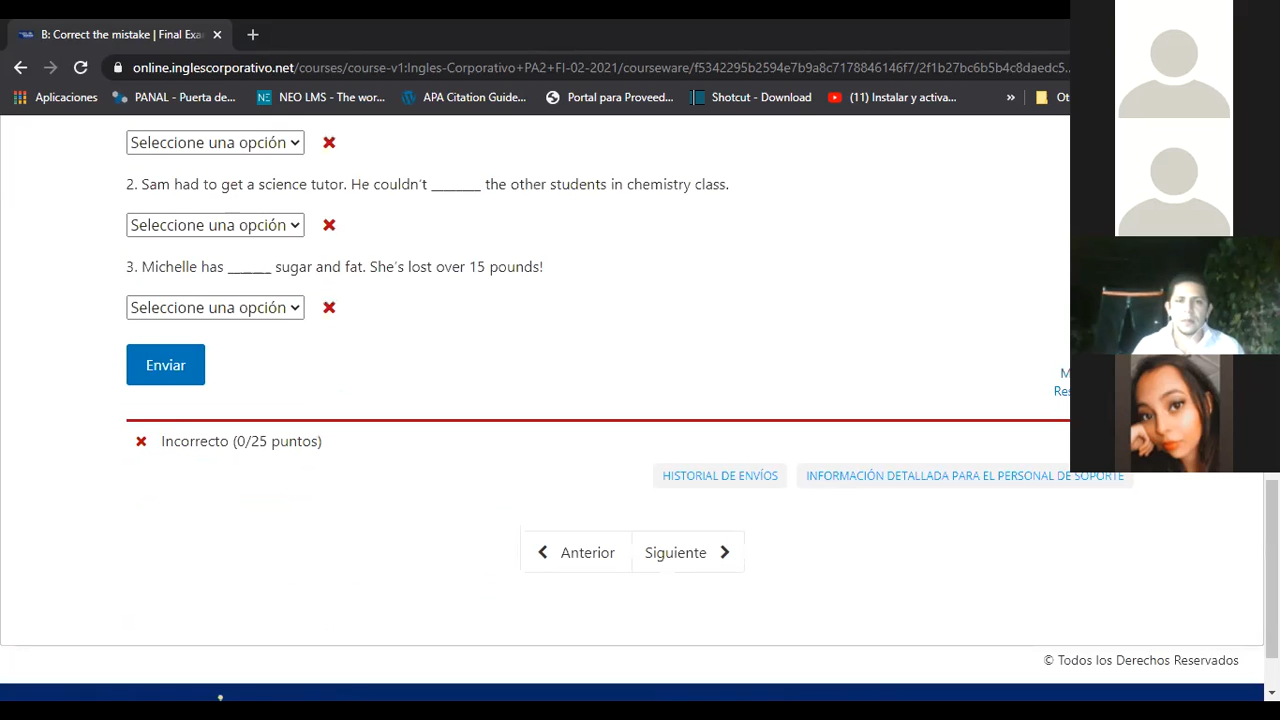 B: Correct the mistake | Final Exa
online.inglescorporativo.net/courses/course-v1:Ingles-Corporativo+PA2+FI-02-2021/courseware/f5342295b2594e7b9a8c7178846146f7/2f1b27bc6b5b4c8daedc5...
Aplicaciones PANAL - Puerta de... NEO LMS - The wor... APA Citation Guide... Portal para Proveed... Shotcut - Download (11) Instalar y activa... » Ot
Seleccione una opción
2. Sam had to get a science tutor. He couldn't ________ the other students in chemistry class.
Seleccione una opción
3. Michelle has _______ sugar and fat. She's lost over 15 pounds!
Seleccione una opción
Enviar
M
Res
Incorrecto (0/25 puntos)
HISTORIAL DE ENVÍOS INFORMACIÓN DETALLADA PARA EL PERSONAL DE SOPORTE
Anterior Siguiente
© Todos los Derechos Reservados